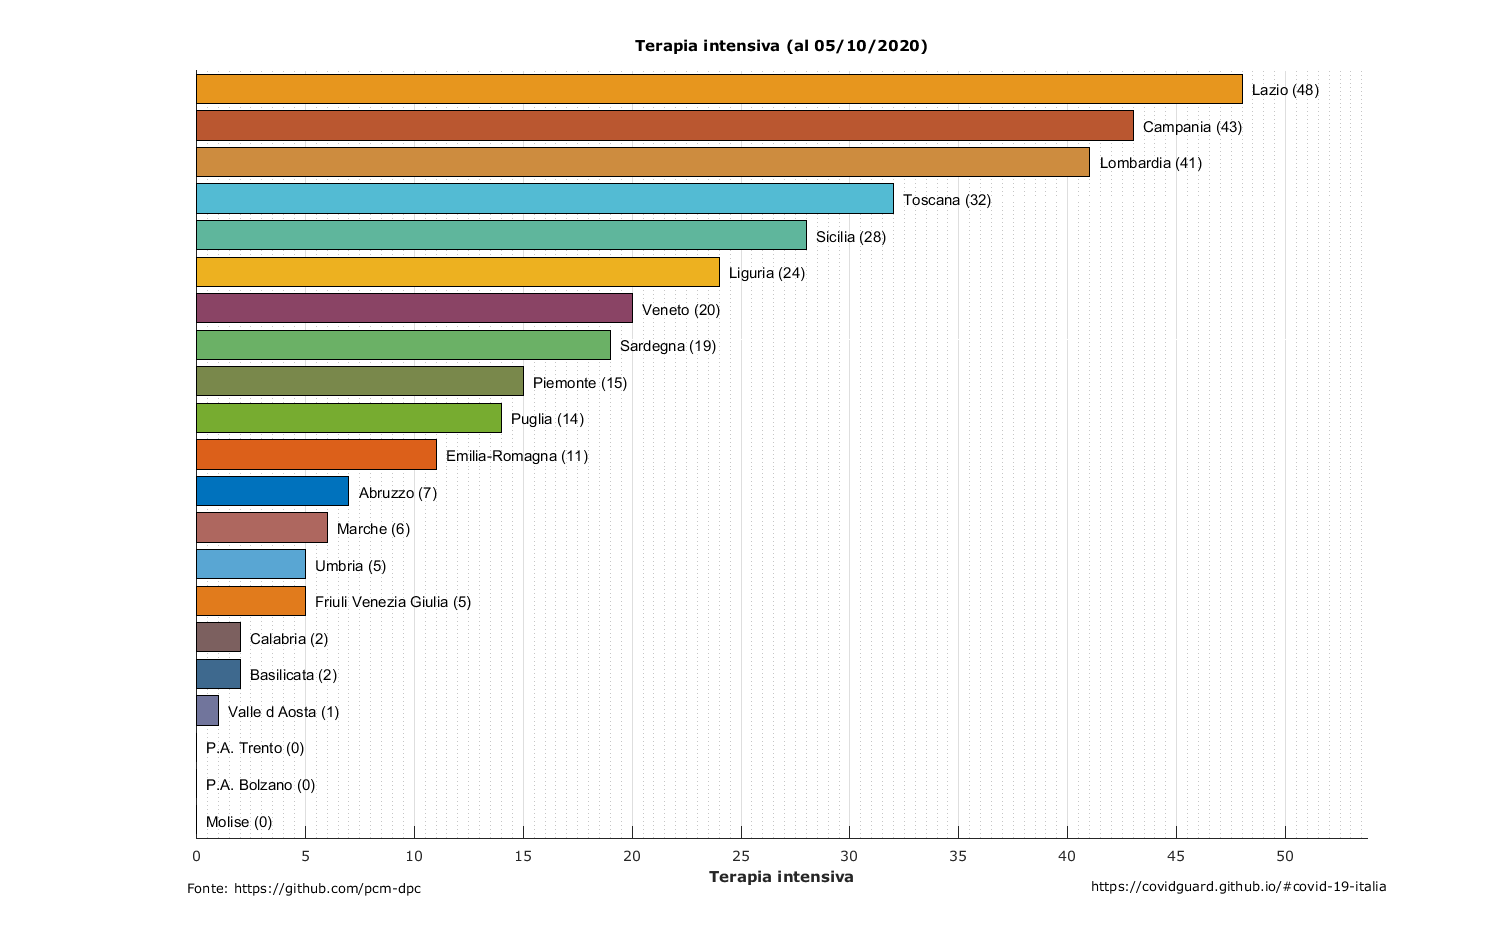 Terapia intensiva (al 05/10/2020)
Lazio (48)
Campania (43)
Lombardia (41)
Toscana (32)
Sicilia (28)
Liguria (24)
Veneto (20)
Sardegna (19)
Piemonte (15)
Puglia (14)
Emilia-Romagna (11)
Abruzzo (7)
Marche (6)
Umbria (5)
Friuli Venezia Giulia (5)
Calabria (2)
Basilicata (2)
Valle d Aosta (1)
P.A. Trento (0)
P.A. Bolzano (0)
Molise (0)
0 5 10 15 20 25 30 35 40 45 50
Terapia intensiva
Fonte: https://github.com/pcm-dpc
https://covidguard.github.io/#covid-19-italia